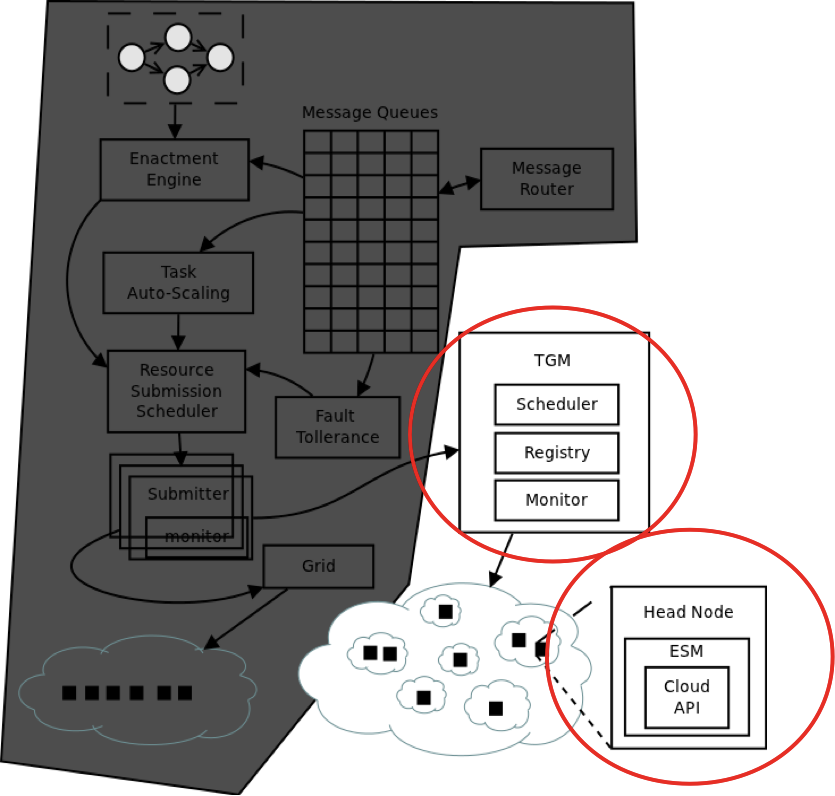 Message Queues
Enactment
Engine
Message
Router
Task
Auto-Scaling
Resource
Submission
Scheduler
Fault
Tollerance
TGM
Scheduler
Registry
Monitor
Submitter
monitor
Grid
Head Node
ESM
Cloud
API